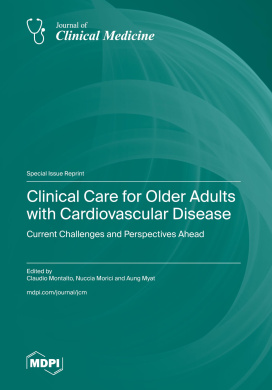 Journal of
Clinical Medicine
Special Issue Reprint
Clinical Care for Older Adults
with Cardiovascular Disease
Current Challenges and Perspectives Ahead
Edited by
Claudio Montalto, Nuccia Morici and Aung Myat
mdpi.com/journal/jcm
MDPI